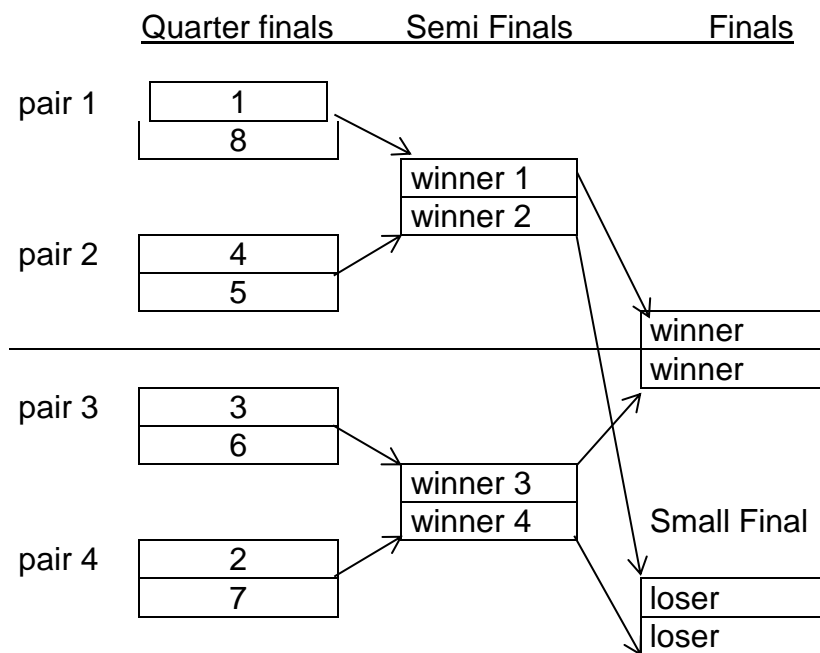 Quarter finals Semi Finals Finals
pair 1
1
8
winner 1
winner 2
pair 2
4
5
winner
winner
pair 3
3
6
winner 3
winner 4
Small Final
pair 4
2
7
loser
loser